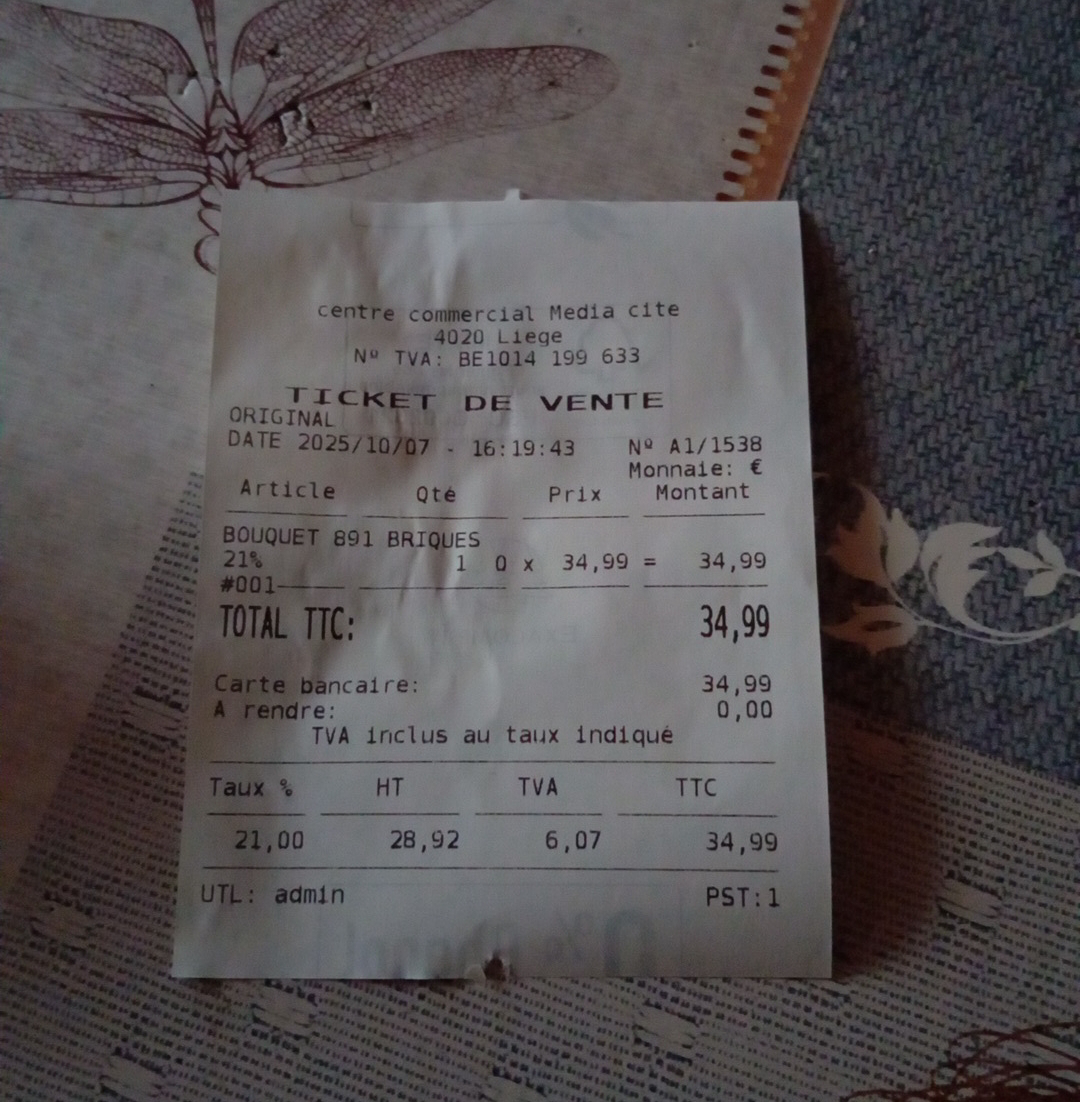 centre commercial Media cite
4020 Liege
Nº TVA: BE1014 199 633
TICKET DE VENTE
ORIGINAL
DATE 2025/10/07 - 16:19:43 Nº A1/1538
Monnaie: €
Article Qté Prix Montant
BOUQUET 891 BRIQUES
21% 1 0 x 34,99 = 34,99
#001
TOTAL TTC: 34,99
Carte bancaire: 34,99
A rendre: 0,00
TVA inclus au taux indiqué
Taux % HT TVA TTC
21,00 28,92 6,07 34,99
UTL: admin PST:1